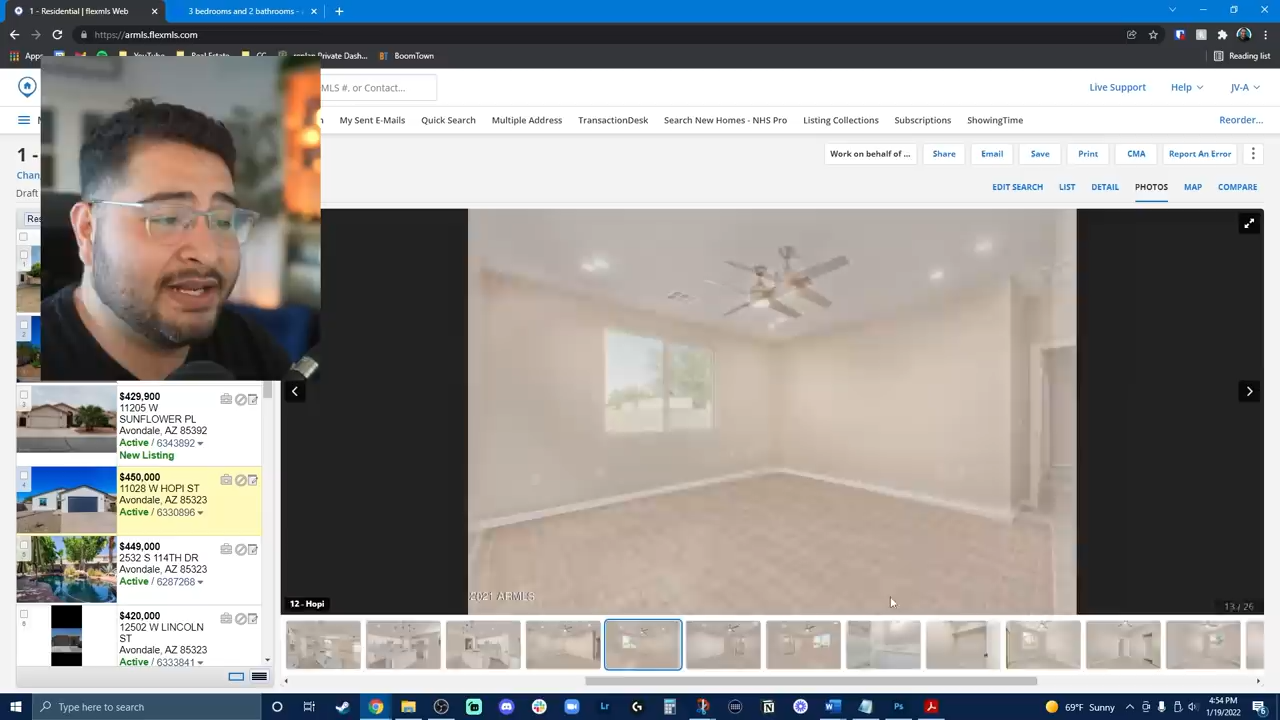 1 - Residential | flexmls Web
3 bedrooms and 2 bathrooms -
https://armls.flexmls.com
Reading list
BoomTown
MLS #. or Contact...
Live Support
Help
JV-A
My Sent E-Mails
Quick Search
Multiple Address
TransactionDesk
Search New Homes - NHS Pro
Listing Collections
Subscriptions
ShowingTime
Reorder...
1 -
Work on behalf of ...
Share
Email
Save
Print
CMA
Report An Error
Draft
EDIT SEARCH
LIST
DETAIL
PHOTOS
MAP
COMPARE
$429,900
11205 W
SUNFLOWER PL
Avondale, AZ 85392
Active / 6343892
New Listing
$450,000
11028 W HOPI ST
Avondale, AZ 85323
Active / 6330896
$449,000
2532 S 114TH DR
Avondale, AZ 85323
Active / 6287268
$420,000
12502 W LINCOLN
ST
Avondale, AZ 85323
Active / 6333841
2021 ARMLS
12 - Hopi
13 / 26
Type here to search
69°F Sunny
4:54 PM
1/19/2022